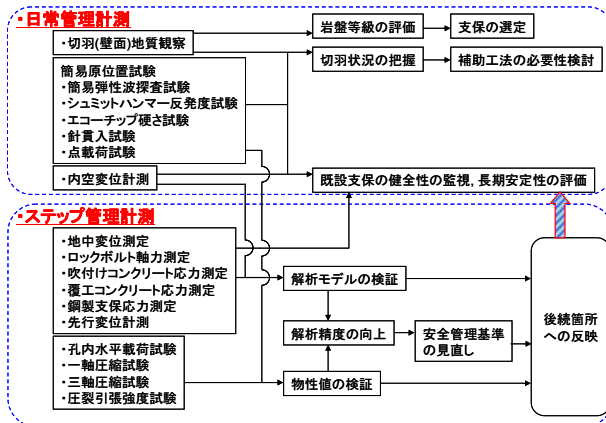 ・日常管理計測
・切羽(壁面)地質観察
岩盤等級の評価
支保の選定
切羽状況の把握
補助工法の必要性検討
簡易原位置試験
・簡易弾性波探査試験
・シュミットハンマー反発度試験
・エコーチップ硬さ試験
・針貫入試験
・点載荷試験
・内空変位計測
既設支保の健全性の監視，長期安定性の評価
・ステップ管理計測
・地中変位測定
・ロックボルト軸力測定
・吹付けコンクリート応力測定
・覆工コンクリート応力測定
・鋼製支保応力測定
・先行変位計測
解析モデルの検証
解析精度の向上
安全管理基準
の見直し
後続箇所
への反映
・孔内水平載荷試験
・一軸圧縮試験
・三軸圧縮試験
・圧裂引張強度試験
物性値の検証